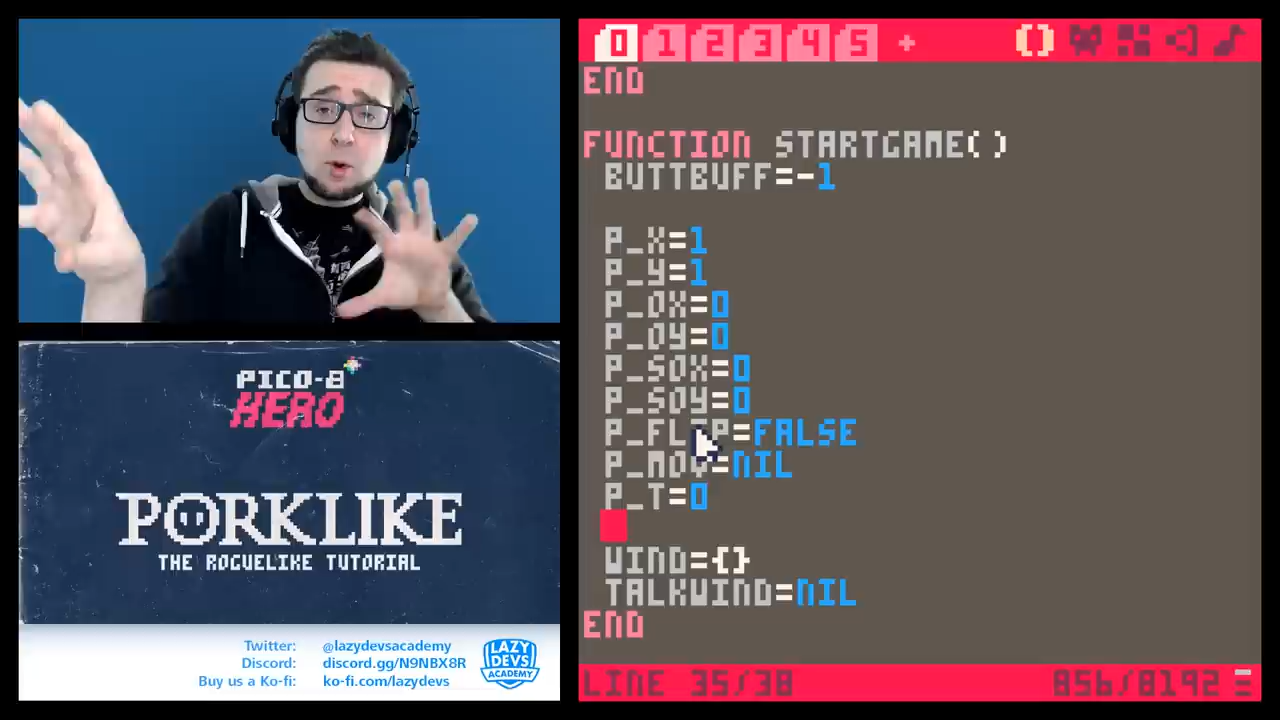 0 1 2 3 4 5 +
END
FUNCTION STARTGAME()
BUTTBUFF=-1
P_X=1
P_Y=1
P_OX=0
P_OY=0
P_SOX=0
P_SOY=0
P_FLIP=FALSE
P_MOV=NIL
P_T=0
WIND={}
TALKWIND=NIL
END
LINE 35/38
856/8192
PICO-8
HERO
PORKLIKE
THE ROGUELIKE TUTORIAL
Twitter: @lazydevsacademy
Discord: discord.gg/N9NBX8R
Buy us a Ko-fi: ko-fi.com/lazydevs
LAZY
DEVS
ACADEMY